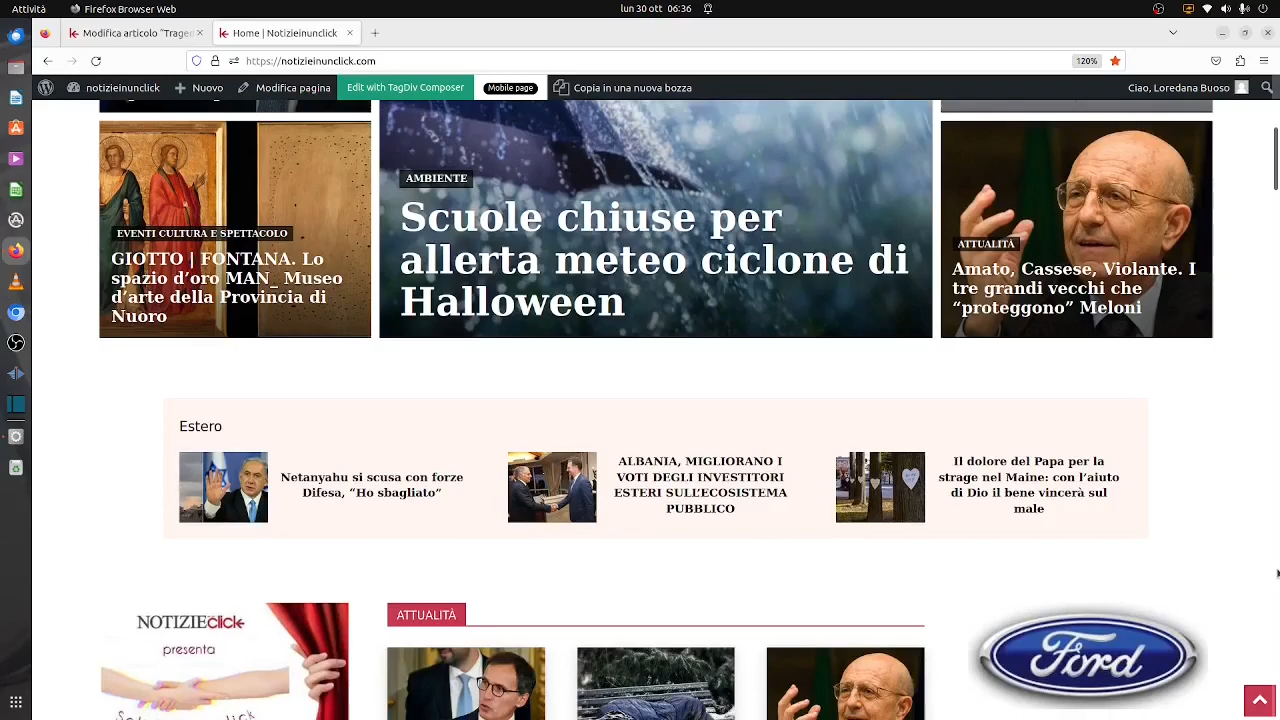 Attività
Firefox Browser Web
lun 30 ott 06:36
Modifica articolo “Traged
Home | Notizieinunclick
https://notizieinunclick.com
120%
notizieinunclick
Nuovo
Modifica pagina
Edit with TagDiv Composer
Mobile page
Copia in una nuova bozza
Ciao, Loredana Buoso
EVENTI CULTURA E SPETTACOLO
GIOTTO | FONTANA. Lo
spazio d’oro MAN_ Museo
d’arte della Provincia di
Nuoro
AMBIENTE
Scuole chiuse per
allerta meteo ciclone di
Halloween
ATTUALITÀ
Amato, Cassese, Violante. I
tre grandi vecchi che
“proteggono” Meloni
Estero
Netanyahu si scusa con forze
Difesa, “Ho sbagliato”
ALBANIA, MIGLIORANO I
VOTI DEGLI INVESTITORI
ESTERI SULL’ECOSISTEMA
PUBBLICO
Il dolore del Papa per la
strage nel Maine: con l’aiuto
di Dio il bene vincerà sul
male
NOTIZIEclick
presenta
ATTUALITÀ
Ford